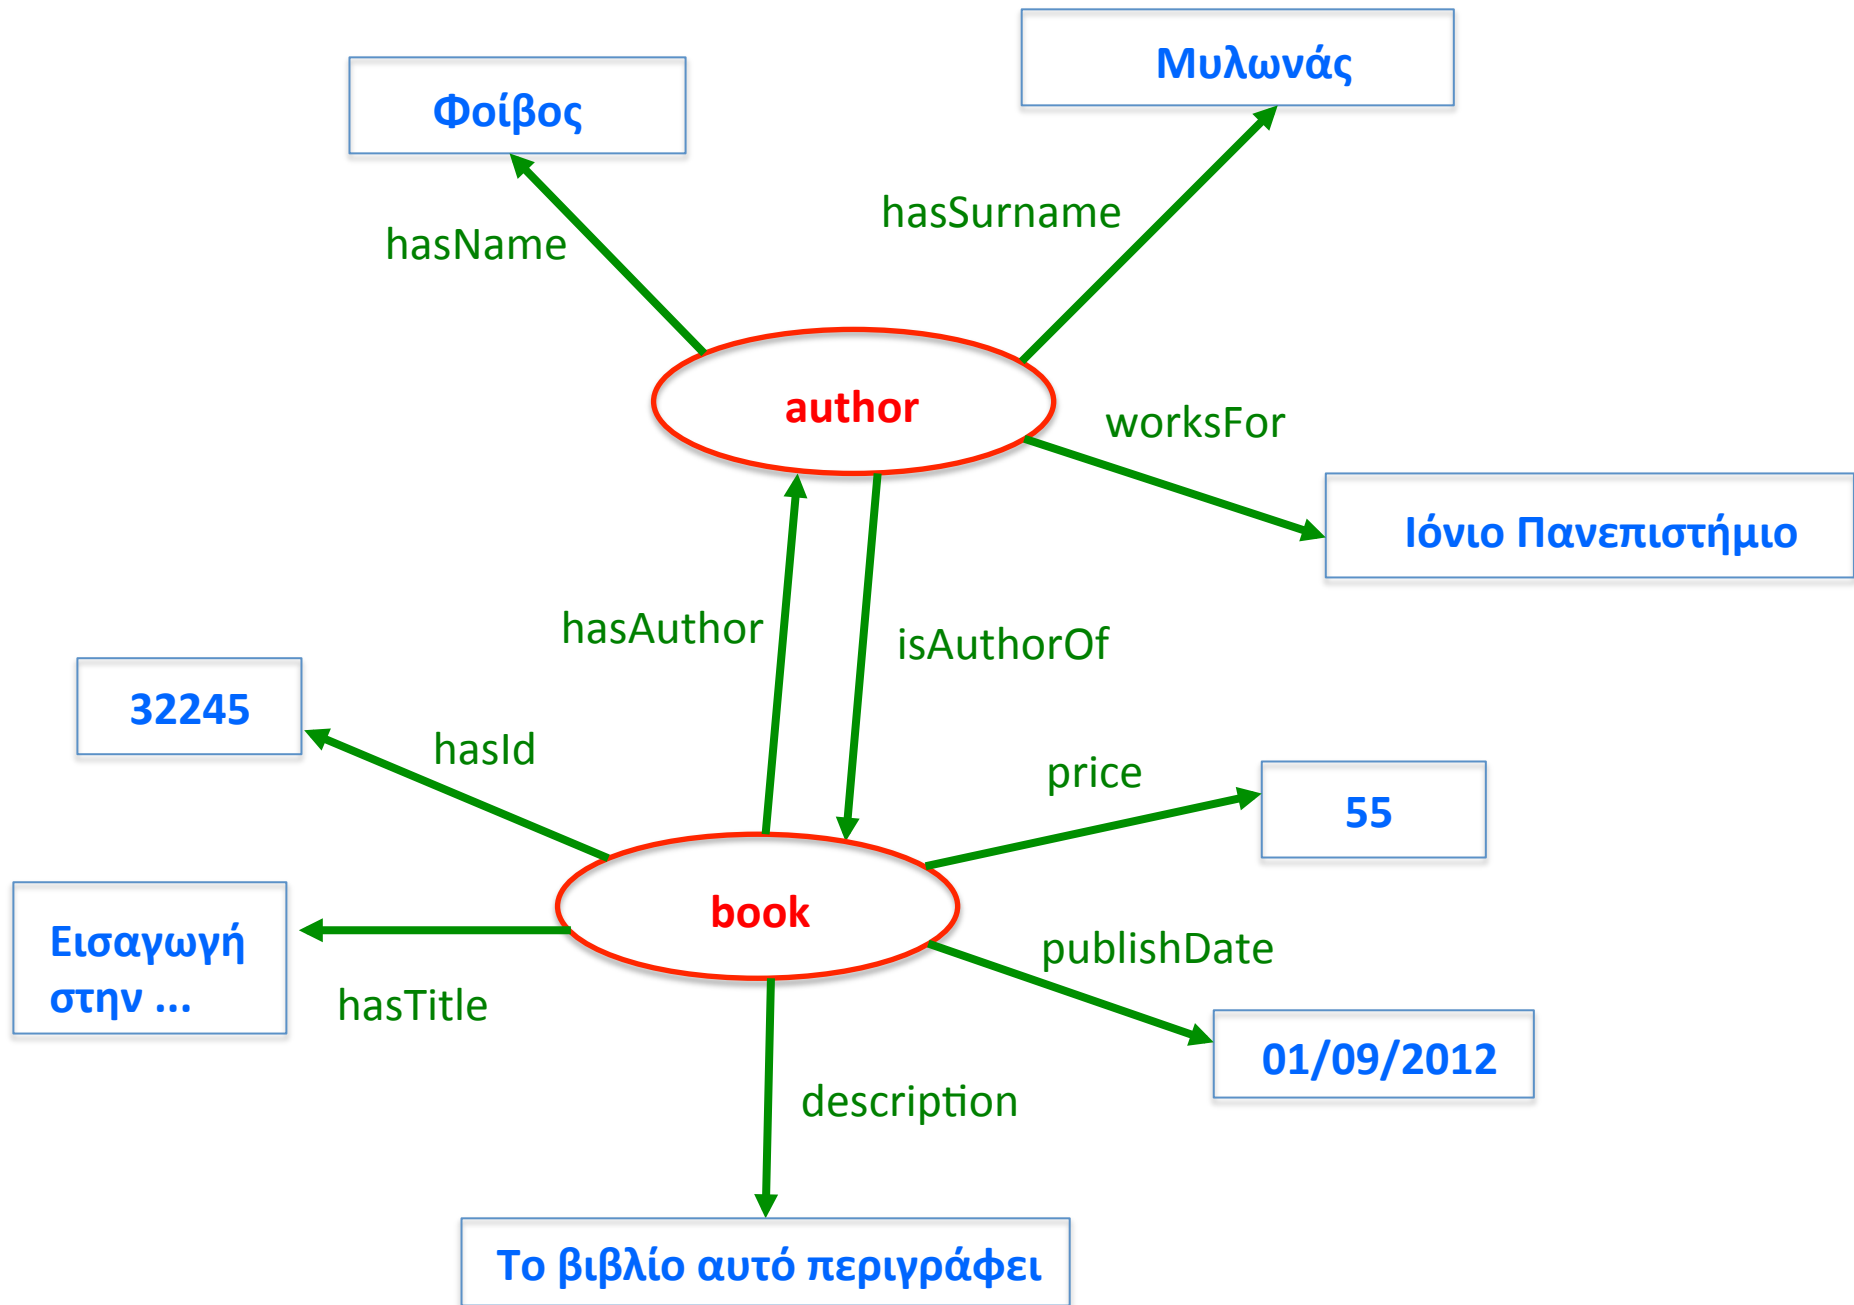 Μυλωνάς
Φοίβος
hasSurname
hasName
author
worksFor
Ιόνιο Πανεπιστήμιο
hasAuthor
isAuthorOf
32245
hasId
price
55
book
Εισαγωγή
στην ...
publishDate
hasTitle
01/09/2012
description
Το βιβλίο αυτό περιγράφει